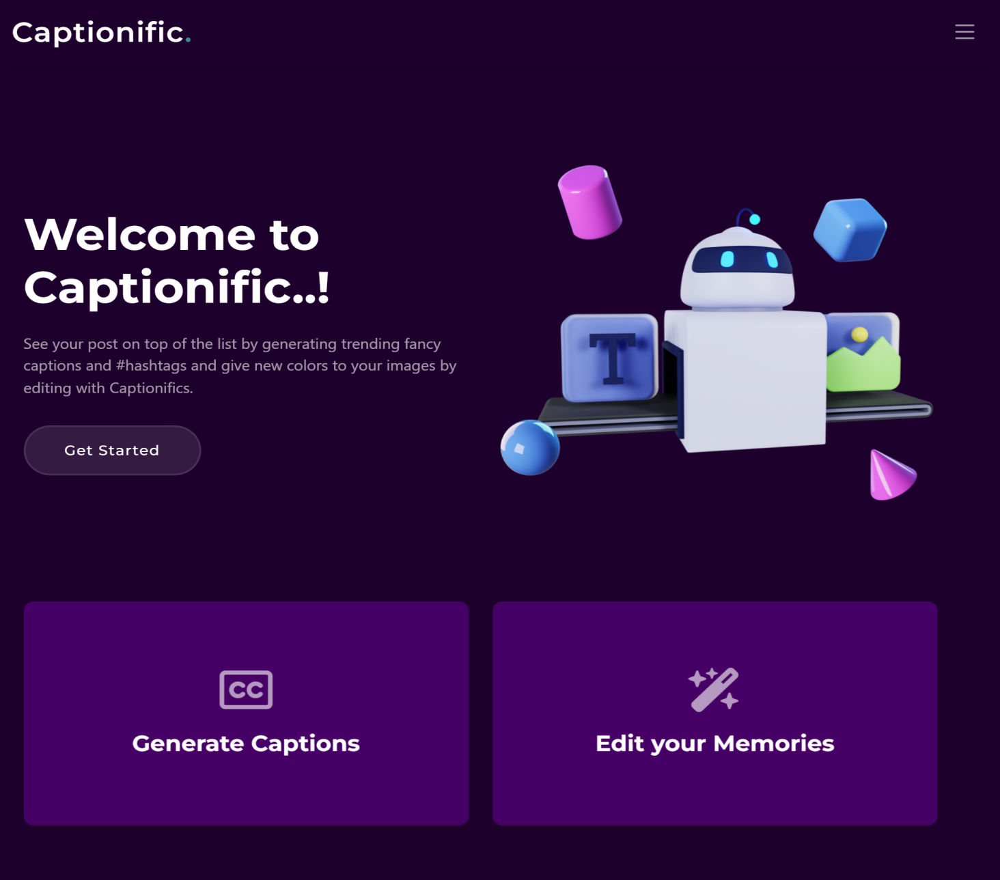 Captionific.
Welcome to
Captionific..!
See your post on top of the list by generating trending fancy
captions and #hashtags and give new colors to your images by
editing with Captionifics.
Get Started
T
CC
Generate Captions
Edit your Memories